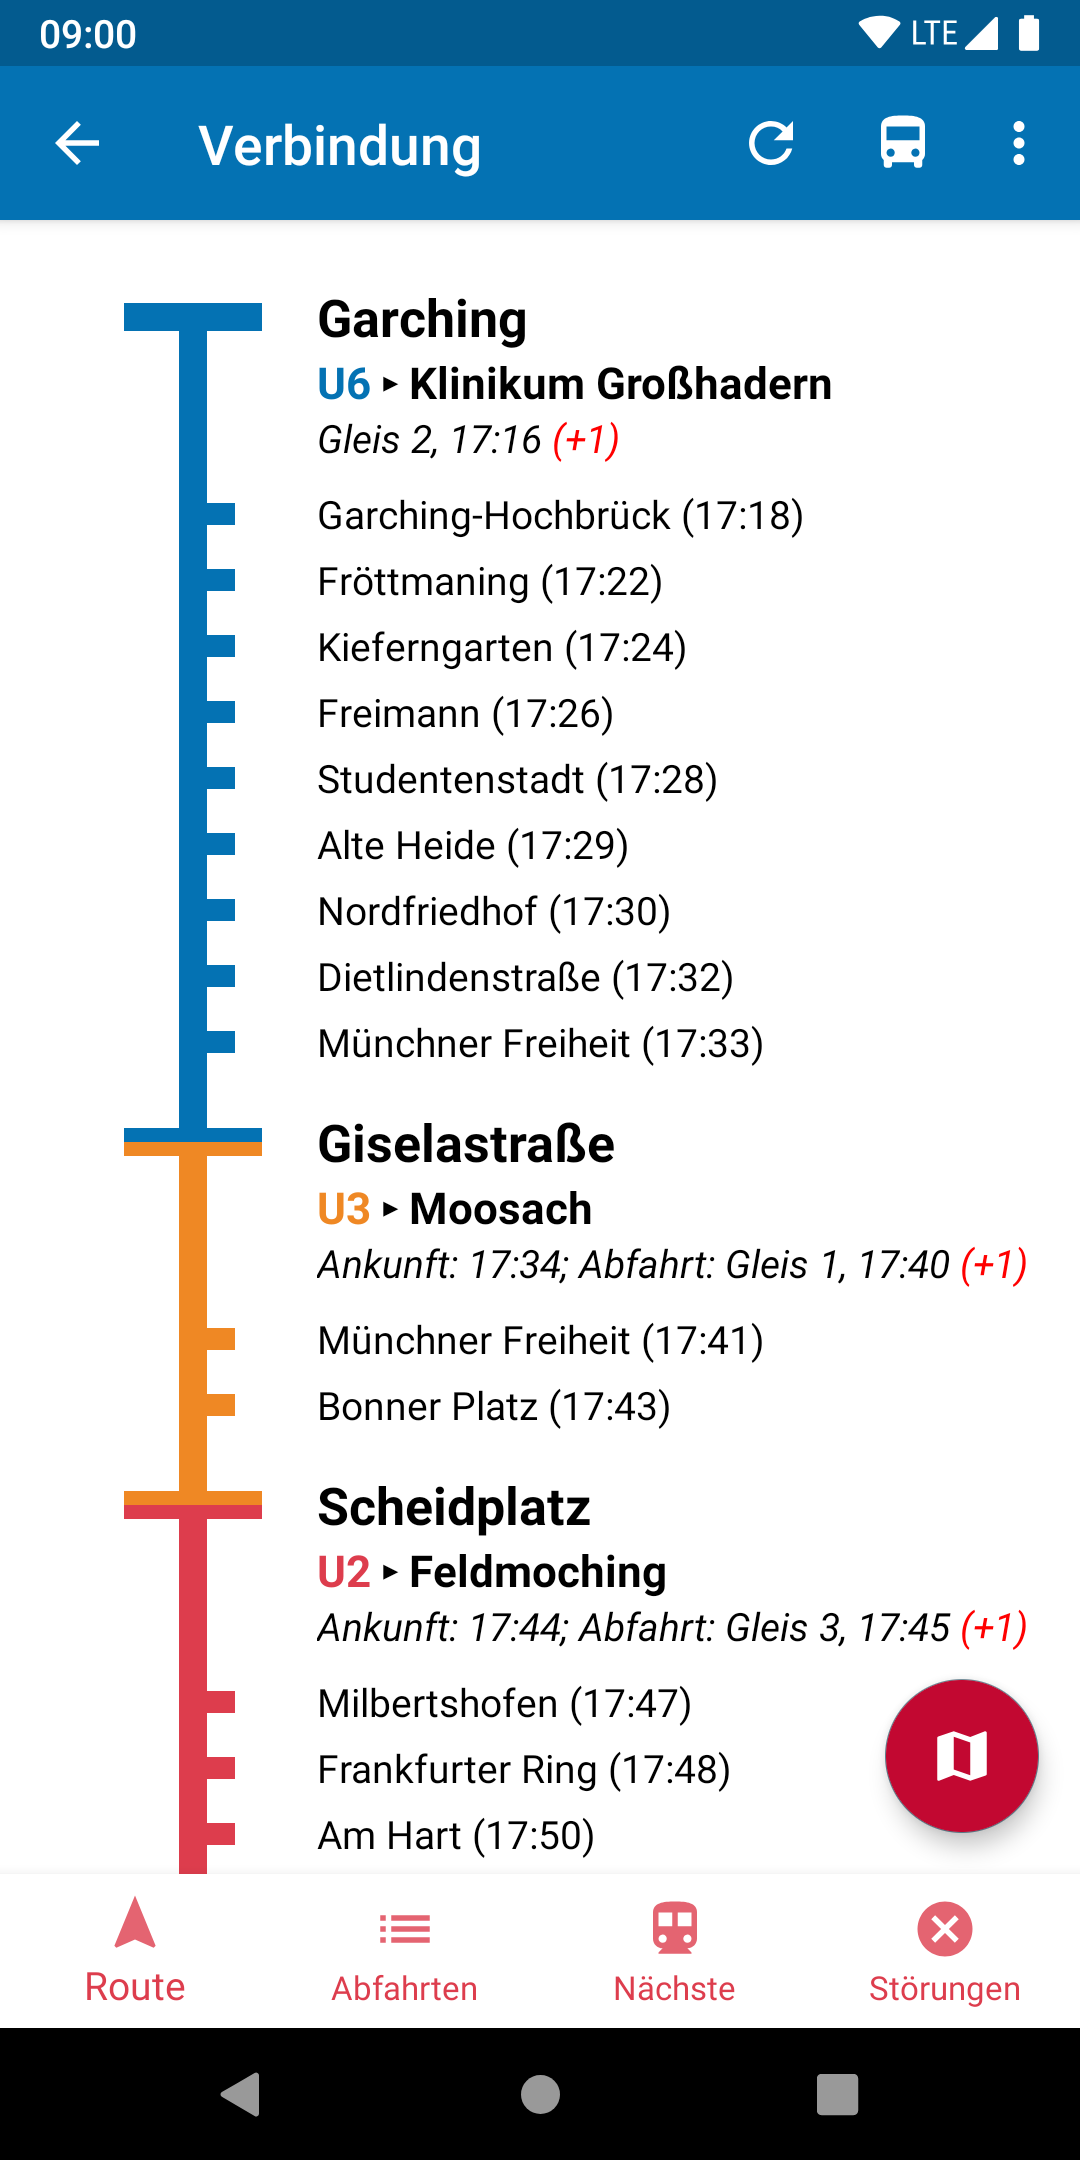 09:00 LTE
Verbindung
Garching
U6 ▸ Klinikum Großhadern
Gleis 2, 17:16 (+1)
Garching-Hochbrück (17:18)
Fröttmaning (17:22)
Kieferngarten (17:24)
Freimann (17:26)
Studentenstadt (17:28)
Alte Heide (17:29)
Nordfriedhof (17:30)
Dietlindenstraße (17:32)
Münchner Freiheit (17:33)
Giselastraße
U3 ▸ Moosach
Ankunft: 17:34; Abfahrt: Gleis 1, 17:40 (+1)
Münchner Freiheit (17:41)
Bonner Platz (17:43)
Scheidplatz
U2 ▸ Feldmoching
Ankunft: 17:44; Abfahrt: Gleis 3, 17:45 (+1)
Milbertshofen (17:47)
Frankfurter Ring (17:48)
Am Hart (17:50)
Route Abfahrten Nächste Störungen